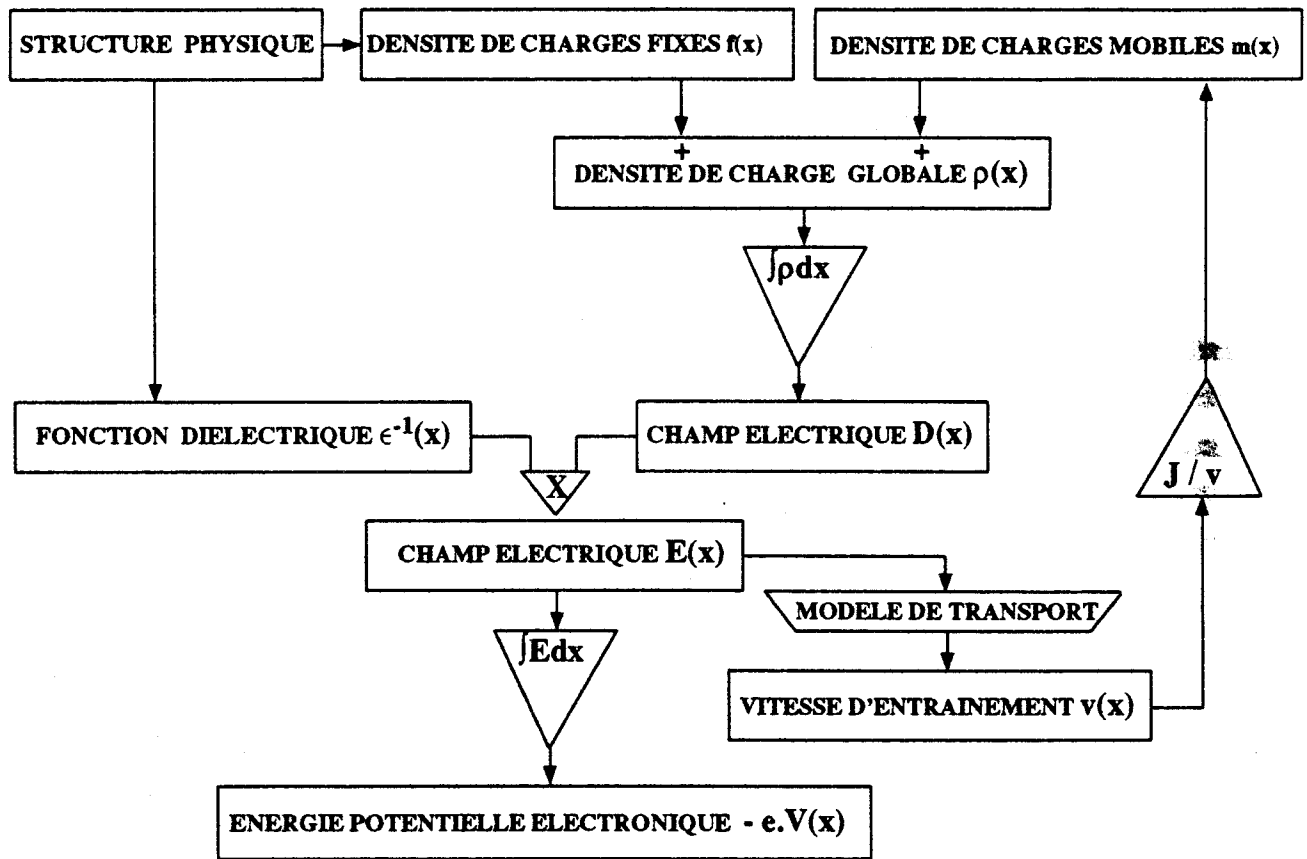 STRUCTURE PHYSIQUE
DENSITE DE CHARGES FIXES f(x)
DENSITE DE CHARGES MOBILES m(x)
+ +
DENSITE DE CHARGE GLOBALE ρ(x)
∫ρdx
FONCTION DIELECTRIQUE ϵ⁻¹(x)
CHAMP ELECTRIQUE D(x)
X
J / v
CHAMP ELECTRIQUE E(x)
MODELE DE TRANSPORT
∫Edx
VITESSE D'ENTRAINEMENT v(x)
ENERGIE POTENTIELLE ELECTRONIQUE - e.V(x)